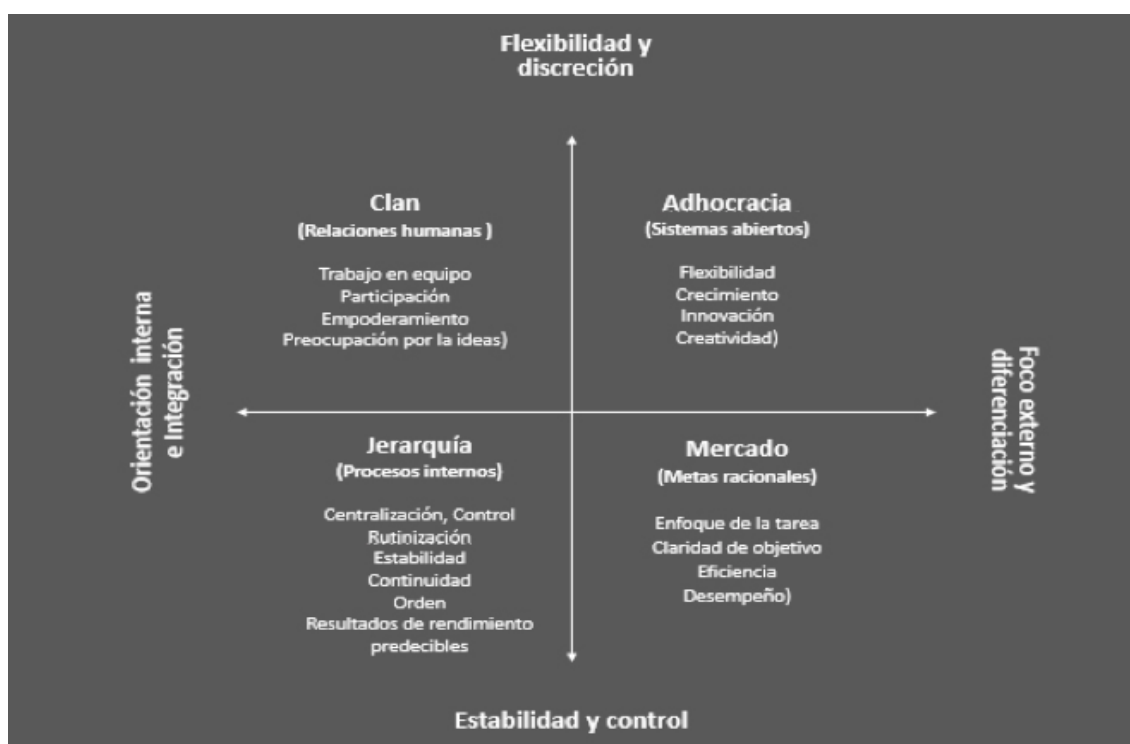 Flexibilidad y
discreción
Clan
(Relaciones humanas )
Trabajo en equipo
Participación
Empoderamiento
Preocupación por la ideas)
Adhocracia
(Sistemas abiertos)
Flexibilidad
Crecimiento
Innovación
Creatividad)
Orientación interna
e Integración
Foco externo y
diferenciación
Jerarquía
(Procesos internos)
Centralización, Control
Rutinización
Estabilidad
Continuidad
Orden
Resultados de rendimiento
predecibles
Mercado
(Metas racionales)
Enfoque de la tarea
Claridad de objetivo
Eficiencia
Desempeño)
Estabilidad y control